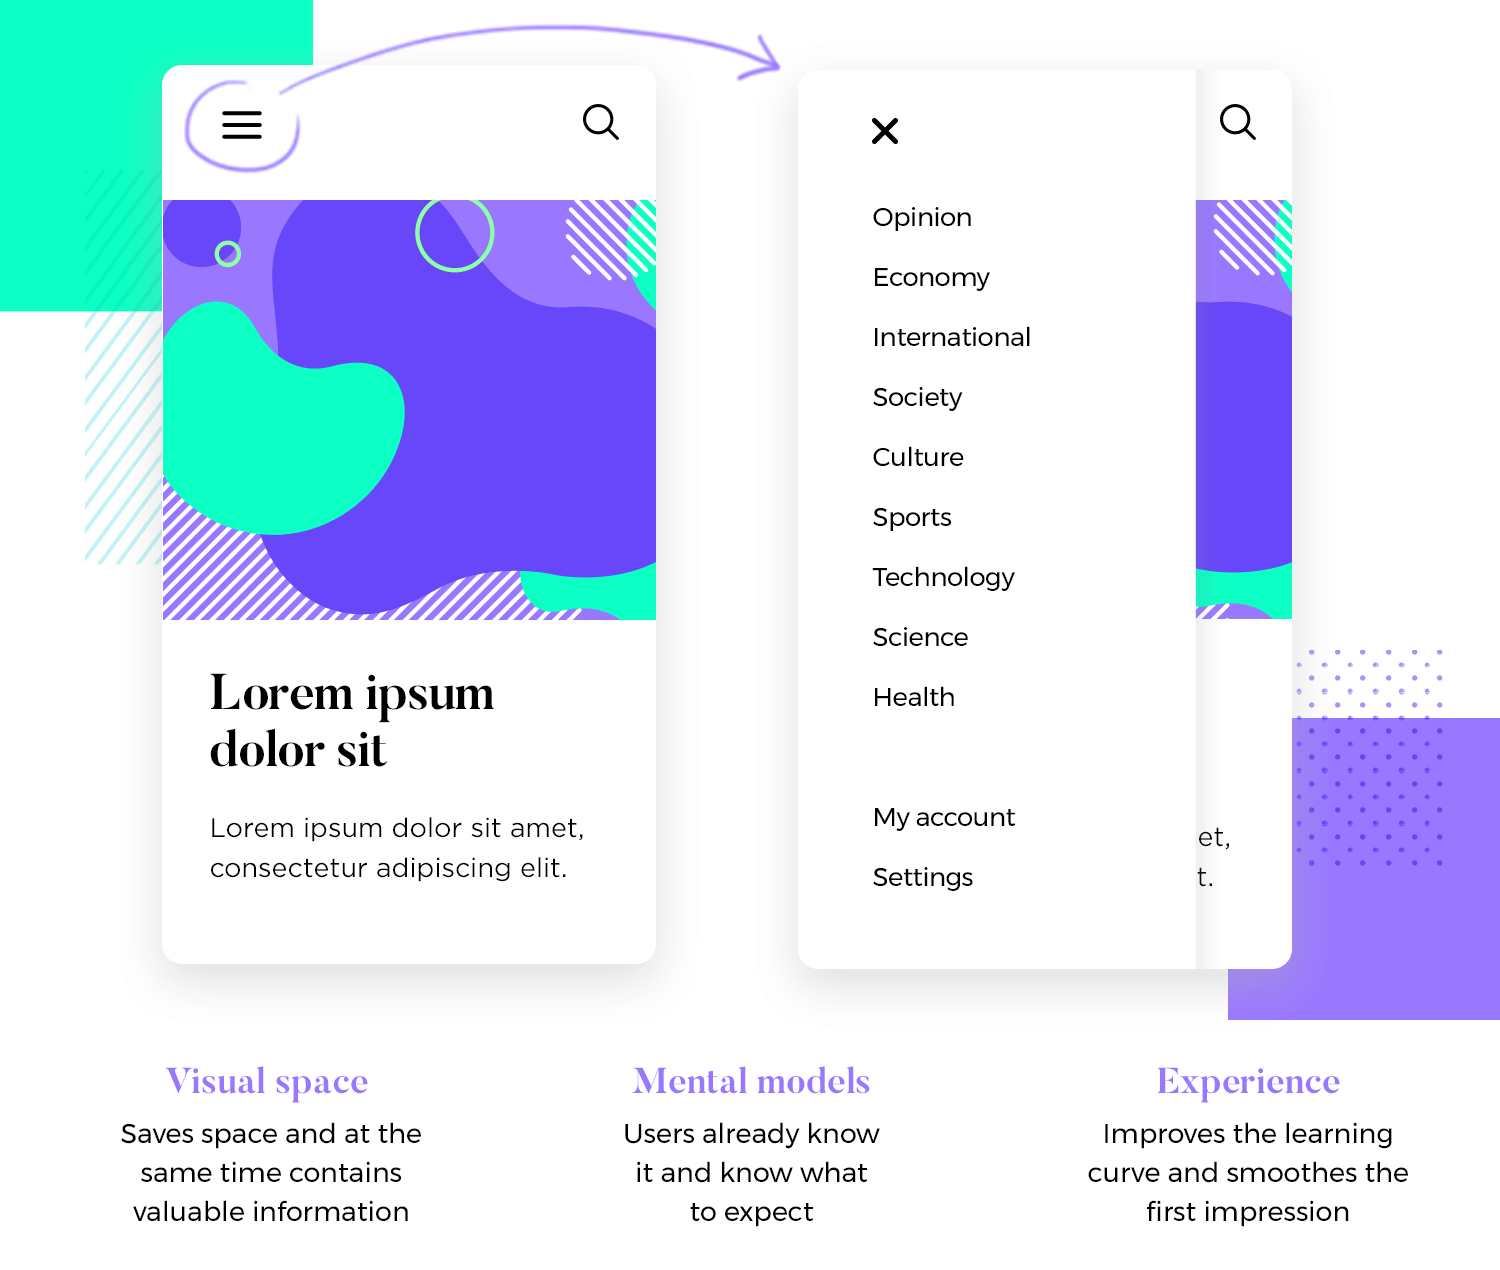 Lorem ipsum
dolor sit
Lorem ipsum dolor sit amet,
consectetur adipiscing elit.
Opinion
Economy
International
Society
Culture
Sports
Technology
Science
Health
My account
Settings
et,
t.
Visual space
Saves space and at the
same time contains
valuable information
Mental models
Users already know
it and know what
to expect
Experience
Improves the learning
curve and smoothes the
first impression